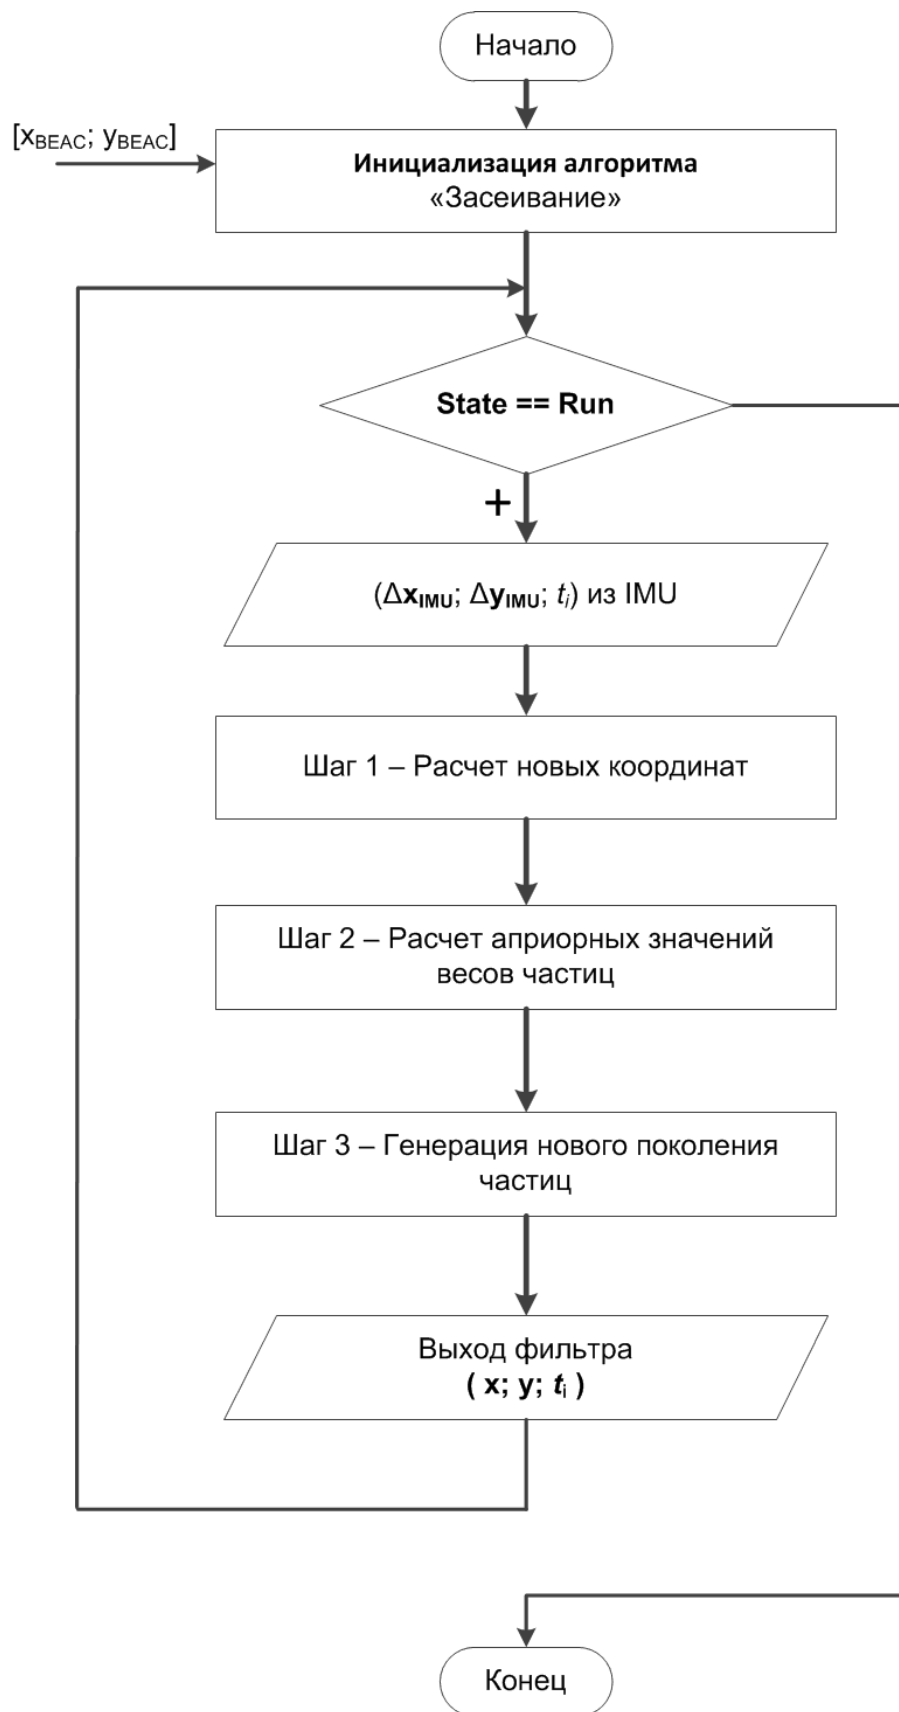 Начало
[xBEAC; yBEAC]
Инициализация алгоритма
«Засеивание»
State == Run
+
(ΔxIMU; ΔyIMU; ti) из IMU
Шаг 1 – Расчет новых координат
Шаг 2 – Расчет априорных значений
весов частиц
Шаг 3 – Генерация нового поколения
частиц
Выход фильтра
( x; y; ti )
Конец